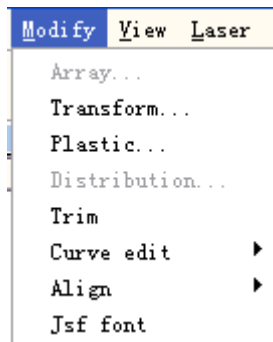 Modify View Laser
Array...
Transform...
Plastic...
Distribution...
Trim
Curve edit
Align
Jsf font